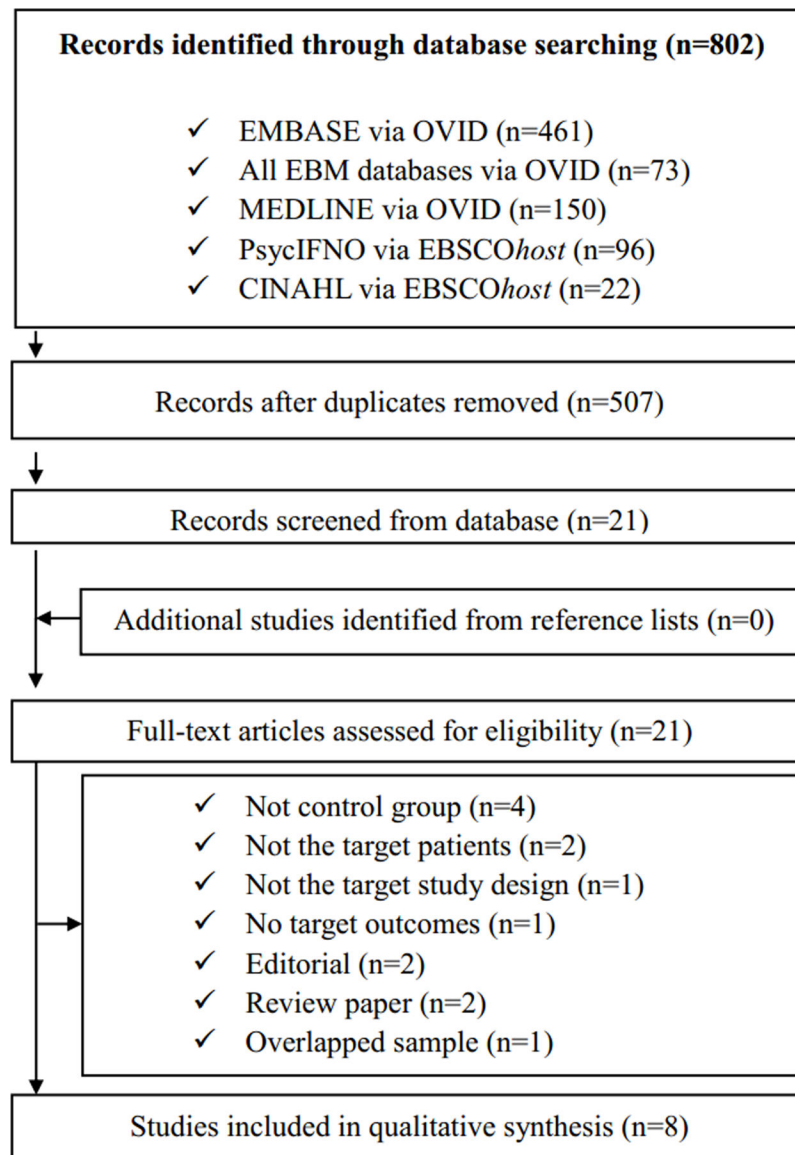 Records identified through database searching (n=802)
✓ EMBASE via OVID (n=461)
✓ All EBM databases via OVID (n=73)
✓ MEDLINE via OVID (n=150)
✓ PsycIFNO via EBSCOhost (n=96)
✓ CINAHL via EBSCOhost (n=22)
Records after duplicates removed (n=507)
Records screened from database (n=21)
Additional studies identified from reference lists (n=0)
Full-text articles assessed for eligibility (n=21)
✓ Not control group (n=4)
✓ Not the target patients (n=2)
✓ Not the target study design (n=1)
✓ No target outcomes (n=1)
✓ Editorial (n=2)
✓ Review paper (n=2)
✓ Overlapped sample (n=1)
Studies included in qualitative synthesis (n=8)